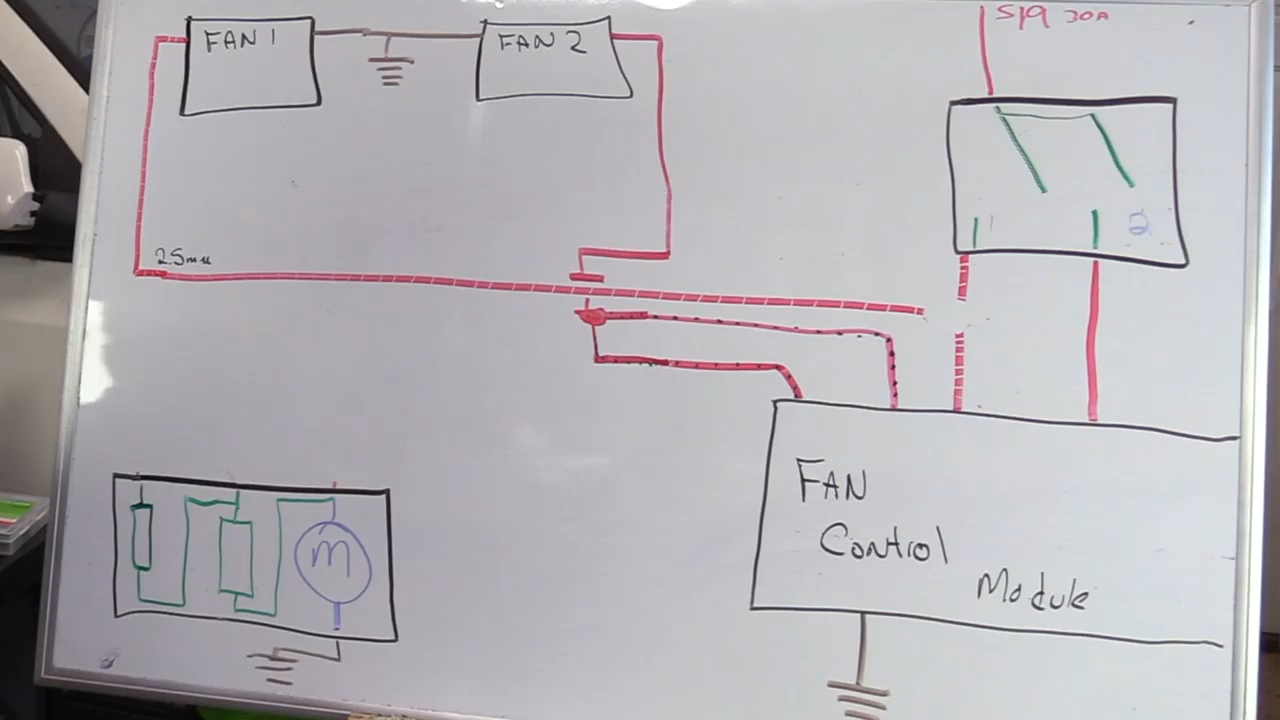 FAN 1
FAN 2
S19 30A
1
2
2.5mm
FAN
Control
Module
M